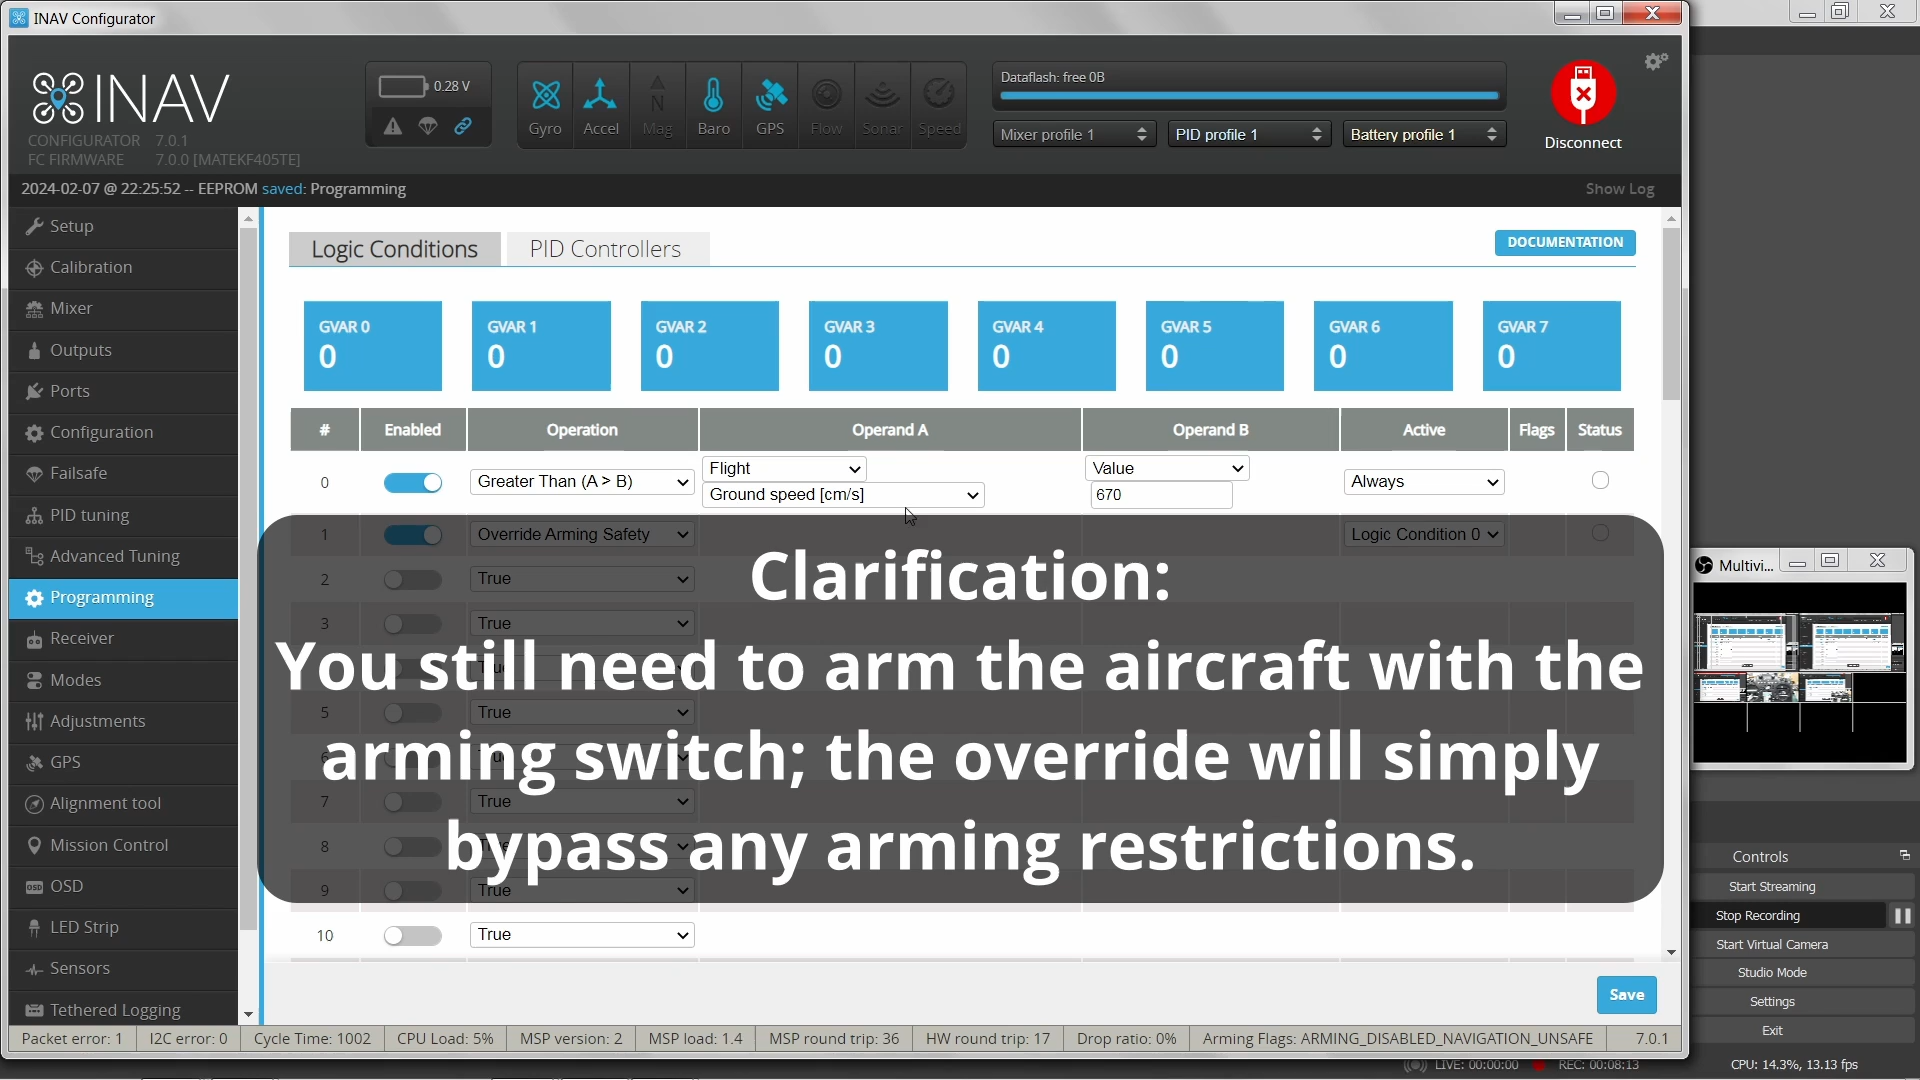 INAV Configurator
INAV
CONFIGURATOR 7.0.1
FC FIRMWARE 7.0.0 [MATEKF405TE]
0.28 V
Gyro
Accel
Mag
Baro
GPS
Flow
Sonar
Speed
Dataflash: free 0B
Mixer profile 1
PID profile 1
Battery profile 1
Disconnect
2024-02-07 @ 22:25:52 -- EEPROM saved: Programming
Show Log
Setup
Calibration
Mixer
Outputs
Ports
Configuration
Failsafe
PID tuning
Advanced Tuning
Programming
Receiver
Modes
Adjustments
GPS
Alignment tool
Mission Control
OSD
LED Strip
Sensors
Tethered Logging
Logic Conditions
PID Controllers
DOCUMENTATION
GVAR 0
0
GVAR 1
0
GVAR 2
0
GVAR 3
0
GVAR 4
0
GVAR 5
0
GVAR 6
0
GVAR 7
0
# Enabled Operation Operand A Operand B Active Flags Status
0 Greater Than (A > B) Flight Value Always
Ground speed [cm/s] 670
1 Override Arming Safety Logic Condition 0
2 True
3 True
5 True
7 True
8
9 True
10 True
Clarification:
You still need to arm the aircraft with the
arming switch; the override will simply
bypass any arming restrictions.
Save
Packet error: 1
I2C error: 0
Cycle Time: 1002
CPU Load: 5%
MSP version: 2
MSP load: 1.4
MSP round trip: 36
HW round trip: 17
Drop ratio: 0%
Arming Flags: ARMING_DISABLED_NAVIGATION_UNSAFE
7.0.1
Multivi...
Controls
Start Streaming
Stop Recording
Start Virtual Camera
Studio Mode
Settings
Exit
LIVE: 00:00:00
REC: 00:08:13
CPU: 14.3%, 13.13 fps